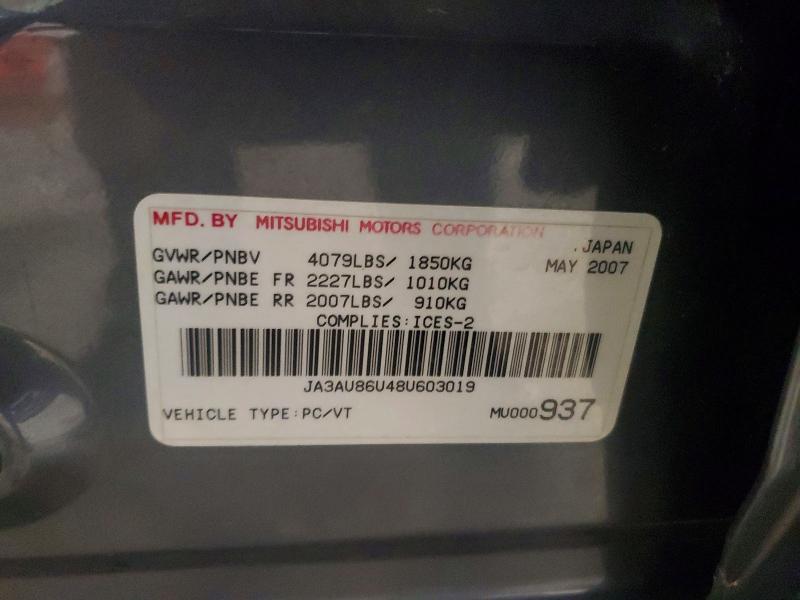 MFD. BY MITSUBISHI MOTORS CORPORATION
.JAPAN
GVWR/PNBV 4079LBS/ 1850KG
MAY 2007
GAWR/PNBE FR 2227LBS/ 1010KG
GAWR/PNBE RR 2007LBS/ 910KG
COMPLIES:ICES-2
JA3AU86U48U603019
VEHICLE TYPE:PC/VT
MU000937